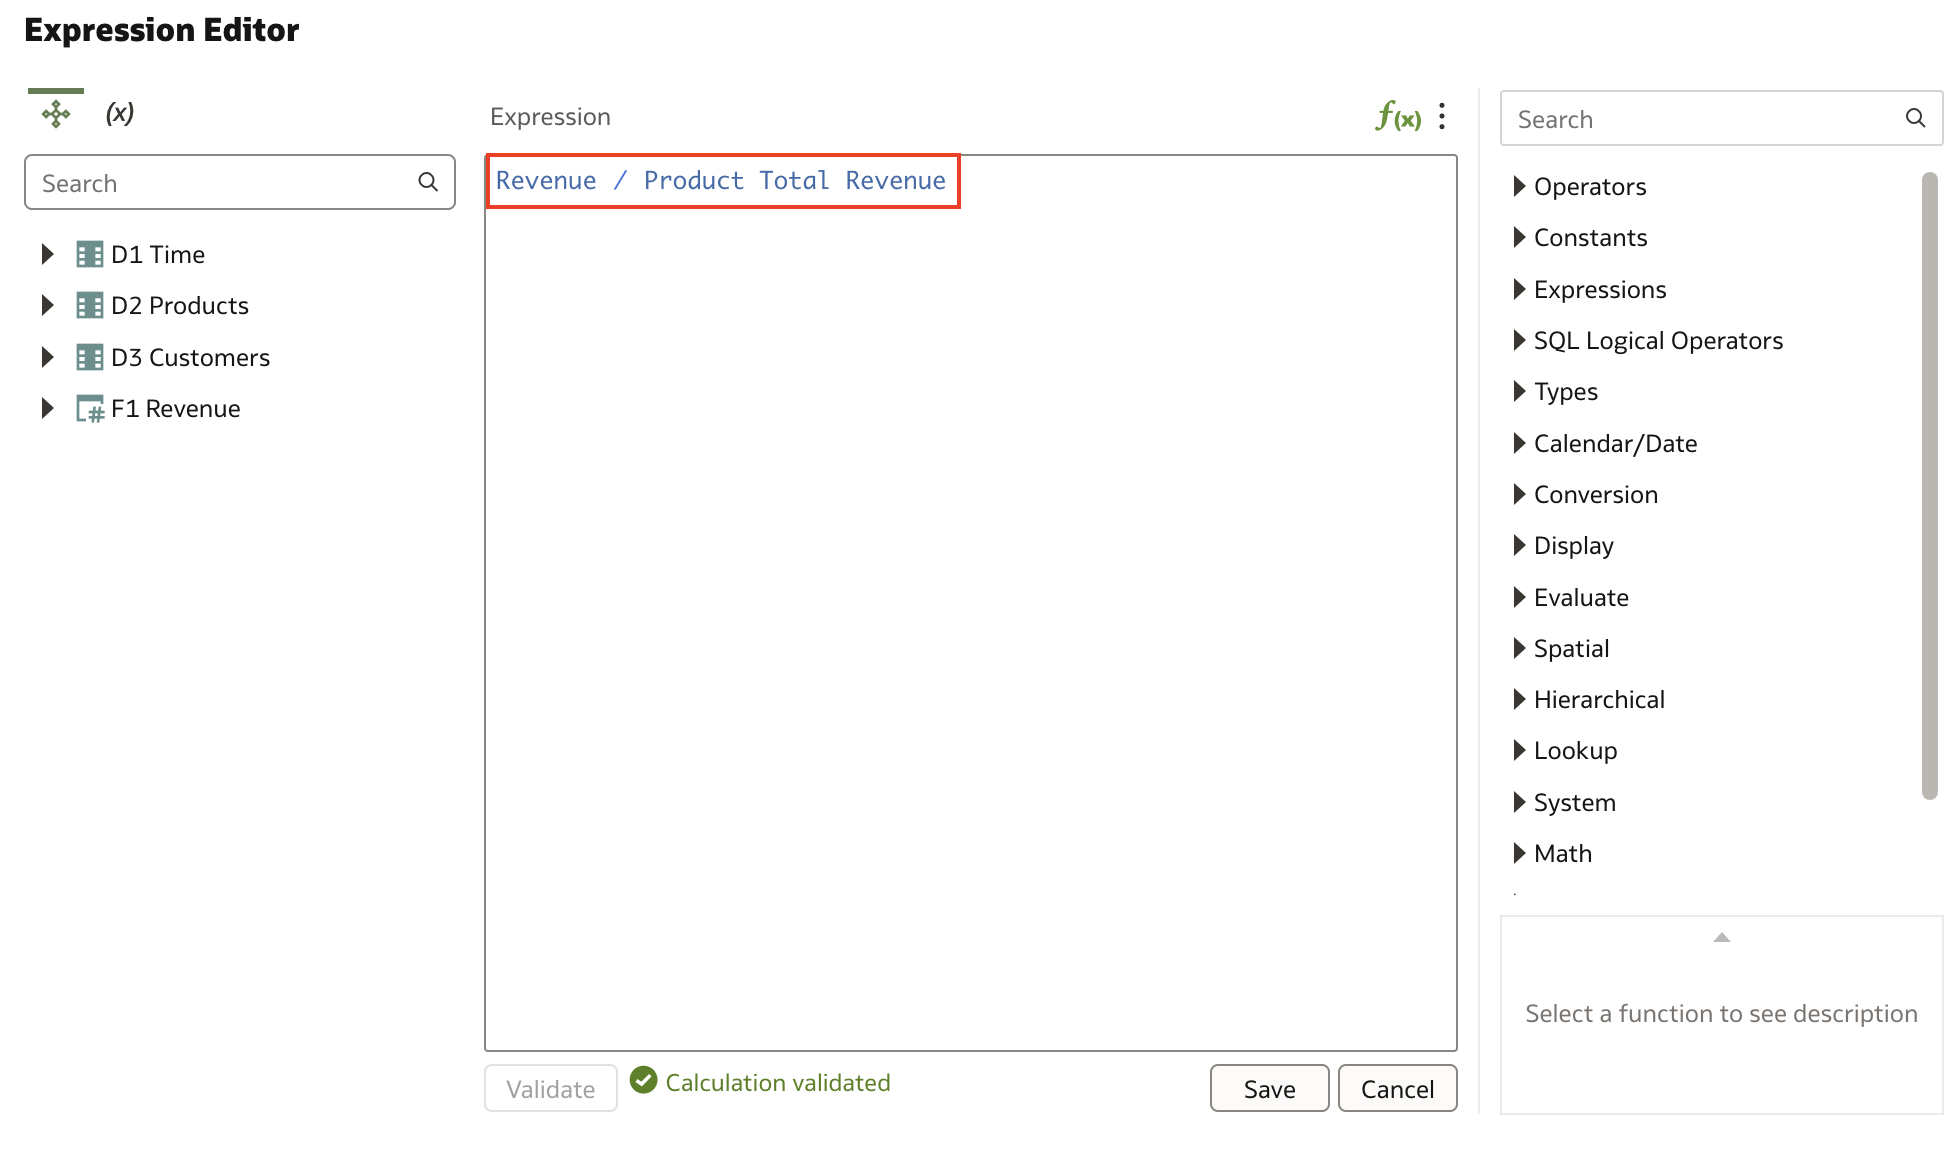 Expression Editor
(x)
Search
D1 Time
D2 Products
D3 Customers
F1 Revenue
Expression
f(x)
Revenue / Product Total Revenue
Validate
Calculation validated
Save
Cancel
Search
Operators
Constants
Expressions
SQL Logical Operators
Types
Calendar/Date
Conversion
Display
Evaluate
Spatial
Hierarchical
Lookup
System
Math
Select a function to see description